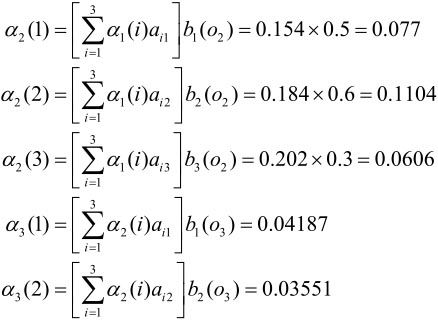 α₂(1) = [∑_{i=1}^{3} α₁(i)a_{i1}] b₁(o₂) = 0.154 × 0.5 = 0.077
α₂(2) = [∑_{i=1}^{3} α₁(i)a_{i2}] b₂(o₂) = 0.184 × 0.6 = 0.1104
α₂(3) = [∑_{i=1}^{3} α₁(i)a_{i3}] b₃(o₂) = 0.202 × 0.3 = 0.0606
α₃(1) = [∑_{i=1}^{3} α₂(i)a_{i1}] b₁(o₃) = 0.04187
α₃(2) = [∑_{i=1}^{3} α₂(i)a_{i2}] b₂(o₃) = 0.03551